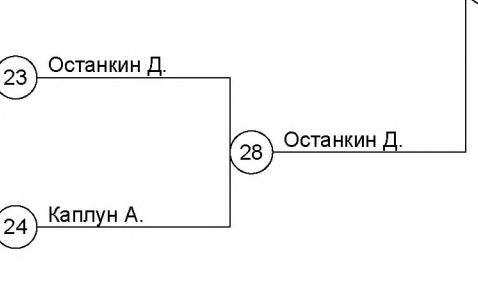 23 Останкин Д.
28 Останкин Д.
24 Каплун А.